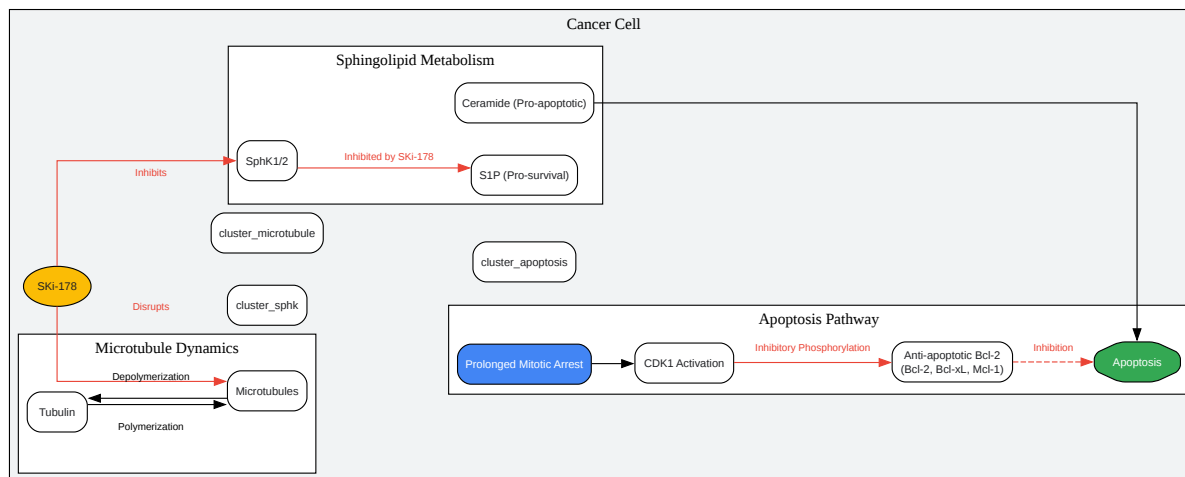 Cancer Cell
Sphingolipid Metabolism
Ceramide (Pro-apoptotic)
SphK1/2
Inhibited by SKi-178
S1P (Pro-survival)
Inhibits
cluster_microtubule
cluster_apoptosis
SKi-178
Disrupts
cluster_sphk
Microtubule Dynamics
Depolymerization
Microtubules
Tubulin
Polymerization
Apoptosis Pathway
Prolonged Mitotic Arrest
CDK1 Activation
Inhibitory Phosphorylation
Anti-apoptotic Bcl-2
(Bcl-2, Bcl-xL, Mcl-1)
Inhibition
Apoptosis